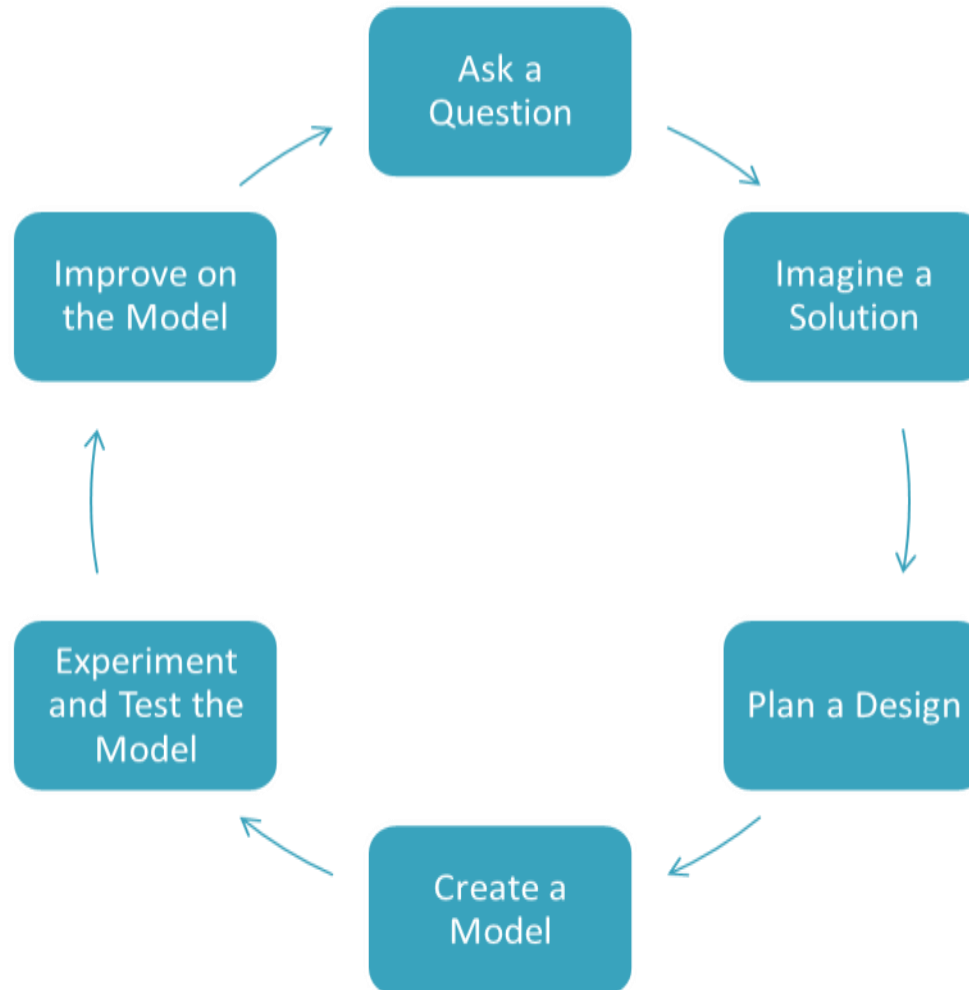 Ask a
Question
Imagine a
Solution
Plan a Design
Create a
Model
Experiment
and Test the
Model
Improve on
the Model